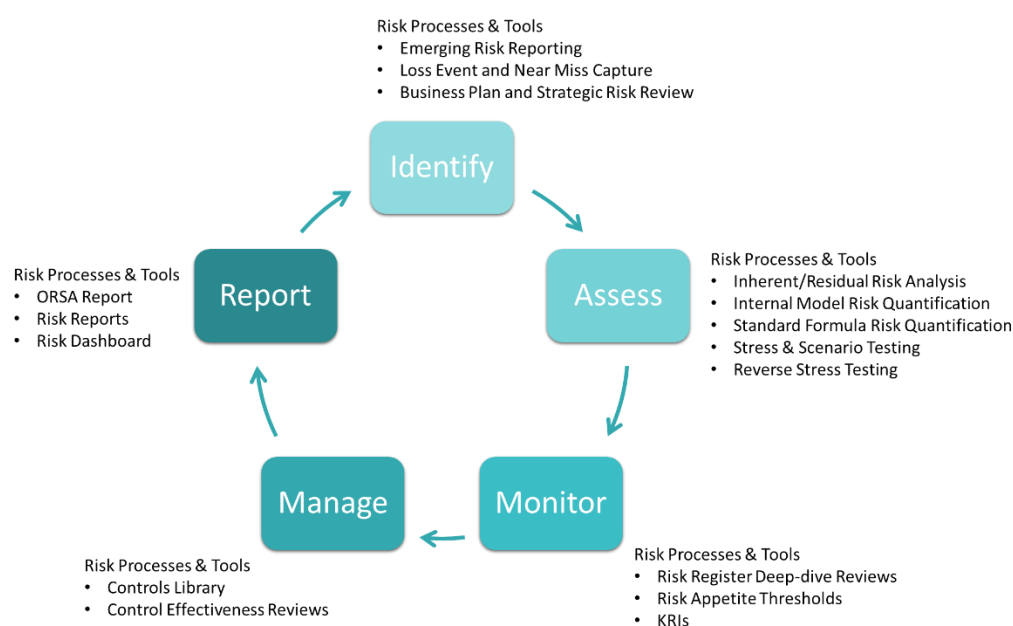 Risk Processes & Tools
• Emerging Risk Reporting
• Loss Event and Near Miss Capture
• Business Plan and Strategic Risk Review
Identify
Assess
Risk Processes & Tools
• Inherent/Residual Risk Analysis
• Internal Model Risk Quantification
• Standard Formula Risk Quantification
• Stress & Scenario Testing
• Reverse Stress Testing
Monitor
Risk Processes & Tools
• Risk Register Deep-dive Reviews
• Risk Appetite Thresholds
• KRIs
Manage
Risk Processes & Tools
• Controls Library
• Control Effectiveness Reviews
Report
Risk Processes & Tools
• ORSA Report
• Risk Reports
• Risk Dashboard